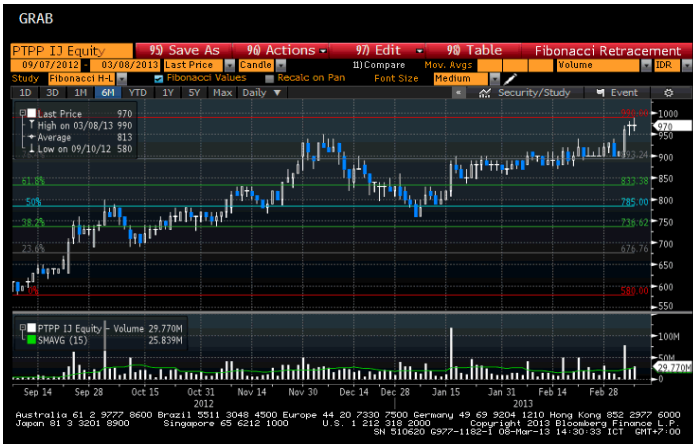 GRAB
PTPP IJ Equity 95) Save As 96) Actions 97) Edit 98) Table Fibonacci Retracement
09/07/2012 - 03/08/2013 Last Price Candle 11)Compare Mov. Avgs Volume IDR
Study Fibonacci H-L Fibonacci Values Recalc on Pan Font Size Medium
1D 3D 1M 6M YTD 1Y 5Y Max Daily « Security/Study Event
Last Price 970
High on 03/08/13 990
Average 813
Low on 09/10/12 580
1000
970
950
900
893.24
850
61.8% 833.38
800
50% 785.00
750
38.2% 736.62
700
23.6% 676.76
650
600
580.00
550
PTPP IJ Equity - Volume 29.770M
SMAVG (15) 25.839M
100M
50M
29.770M
0
Sep 14 Sep 28 Oct 15 Oct 31 Nov 14 Nov 30 Dec 14 Dec 28 Jan 15 Jan 31 Feb 14 Feb 28
2012 2013
Australia 61 2 9777 8600 Brazil 5511 3048 4500 Europe 44 20 7330 7500 Germany 49 69 9204 1210 Hong Kong 852 2977 6000
Japan 81 3 3201 8900 Singapore 65 6212 1000 U.S. 1 212 318 2000 Copyright 2013 Bloomberg Finance L.P.
SN 510620 G977-1182-1 08-Mar-13 14:30:33 ICT GMT+7:00